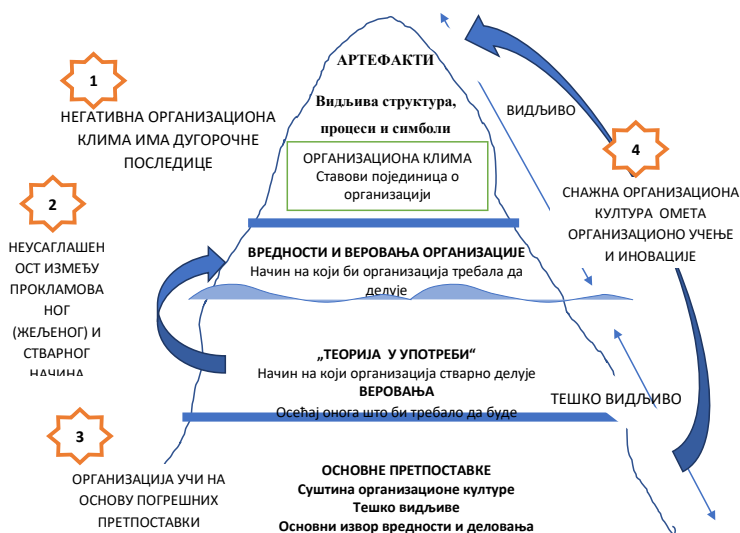 АРТЕФАКТИ
Видљива структура,
процеси и симболи
ОРГАНИЗАЦИОНА КЛИМА
Ставови појединица о
организацији
1
НЕГАТИВНА ОРГАНИЗАЦИОНА
КЛИМА ИМА ДУГОРОЧНЕ
ПОСЛЕДИЦЕ
ВИДЉИВО
4
СНАЖНА ОРГАНИЗАЦИОНА
КУЛТУРА ОМЕТА
ОРГАНИЗАЦИОНО УЧЕЊЕ
И ИНОВАЦИЈЕ
2
НЕУСАГЛАШЕН
ОСТ ИЗМЕЂУ
ПРОКЛАМОВА
НОГ
(ЖЕЉЕНОГ) И
СТВАРНОГ
НАЧИНА
ВРЕДНОСТИ И ВЕРОВАЊА ОРГАНИЗАЦИЈЕ
Начин на који би организација требала да
делује
„ТЕОРИЈА У УПОТРЕБИ“
Начин на који организација стварно делује
ВЕРОВАЊА
Осећај онога што би требало да буде
ТЕШКО ВИДЉИВО
3
ОРГАНИЗАЦИЈА УЧИ НА
ОСНОВУ ПОГРЕШНИХ
ПРЕТПОСТАВКИ
ОСНОВНЕ ПРЕТПОСТАВКЕ
Суштина организационе културе
Тешко видљиве
Основни извор вредности и деловања